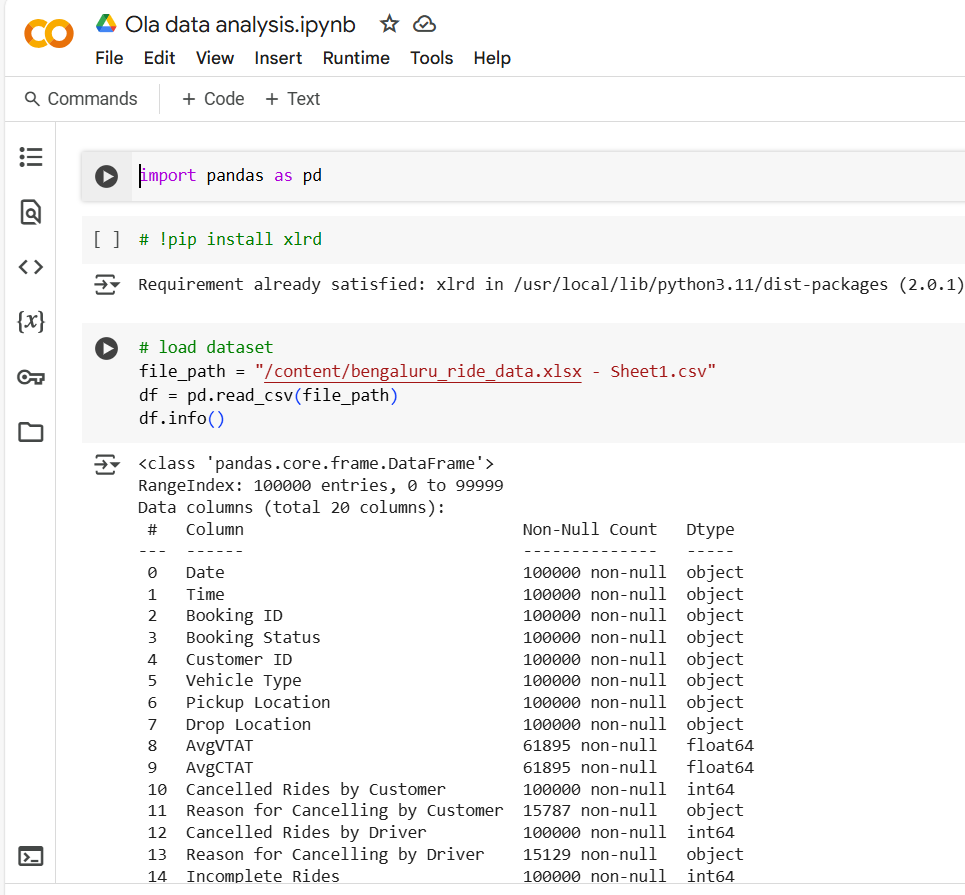 Ola data analysis.ipynb
File Edit View Insert Runtime Tools Help
Commands + Code + Text
import pandas as pd
[ ] # !pip install xlrd
Requirement already satisfied: xlrd in /usr/local/lib/python3.11/dist-packages (2.0.1)
# load dataset
file_path = "/content/bengaluru_ride_data.xlsx - Sheet1.csv"
df = pd.read_csv(file_path)
df.info()
<class 'pandas.core.frame.DataFrame'>
RangeIndex: 100000 entries, 0 to 99999
Data columns (total 20 columns):
 #   Column                           Non-Null Count   Dtype
---  ------                           --------------   -----
 0   Date                             100000 non-null  object
 1   Time                             100000 non-null  object
 2   Booking ID                       100000 non-null  object
 3   Booking Status                   100000 non-null  object
 4   Customer ID                      100000 non-null  object
 5   Vehicle Type                     100000 non-null  object
 6   Pickup Location                  100000 non-null  object
 7   Drop Location                    100000 non-null  object
 8   AvgVTAT                          61895 non-null   float64
 9   AvgCTAT                          61895 non-null   float64
 10  Cancelled Rides by Customer      100000 non-null  int64
 11  Reason for Cancelling by Customer  15787 non-null   object
 12  Cancelled Rides by Driver        100000 non-null  int64
 13  Reason for Cancelling by Driver  15129 non-null   object
 14  Incomplete Rides                 100000 non-null  int64